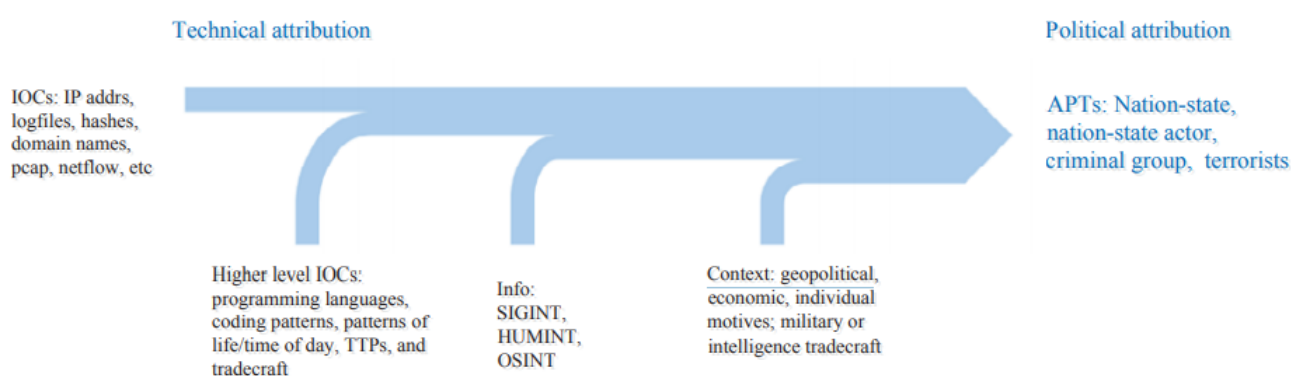 Technical attribution
Political attribution
IOCs: IP addrs,
logfiles, hashes,
domain names,
pcap, netflow, etc
APTs: Nation-state,
nation-state actor,
criminal group,  terrorists
Higher level IOCs:
programming languages,
coding patterns, patterns of
life/time of day, TTPs, and
tradecraft
Info:
SIGINT,
HUMINT,
OSINT
Context: geopolitical,
economic, individual
motives; military or
intelligence tradecraft